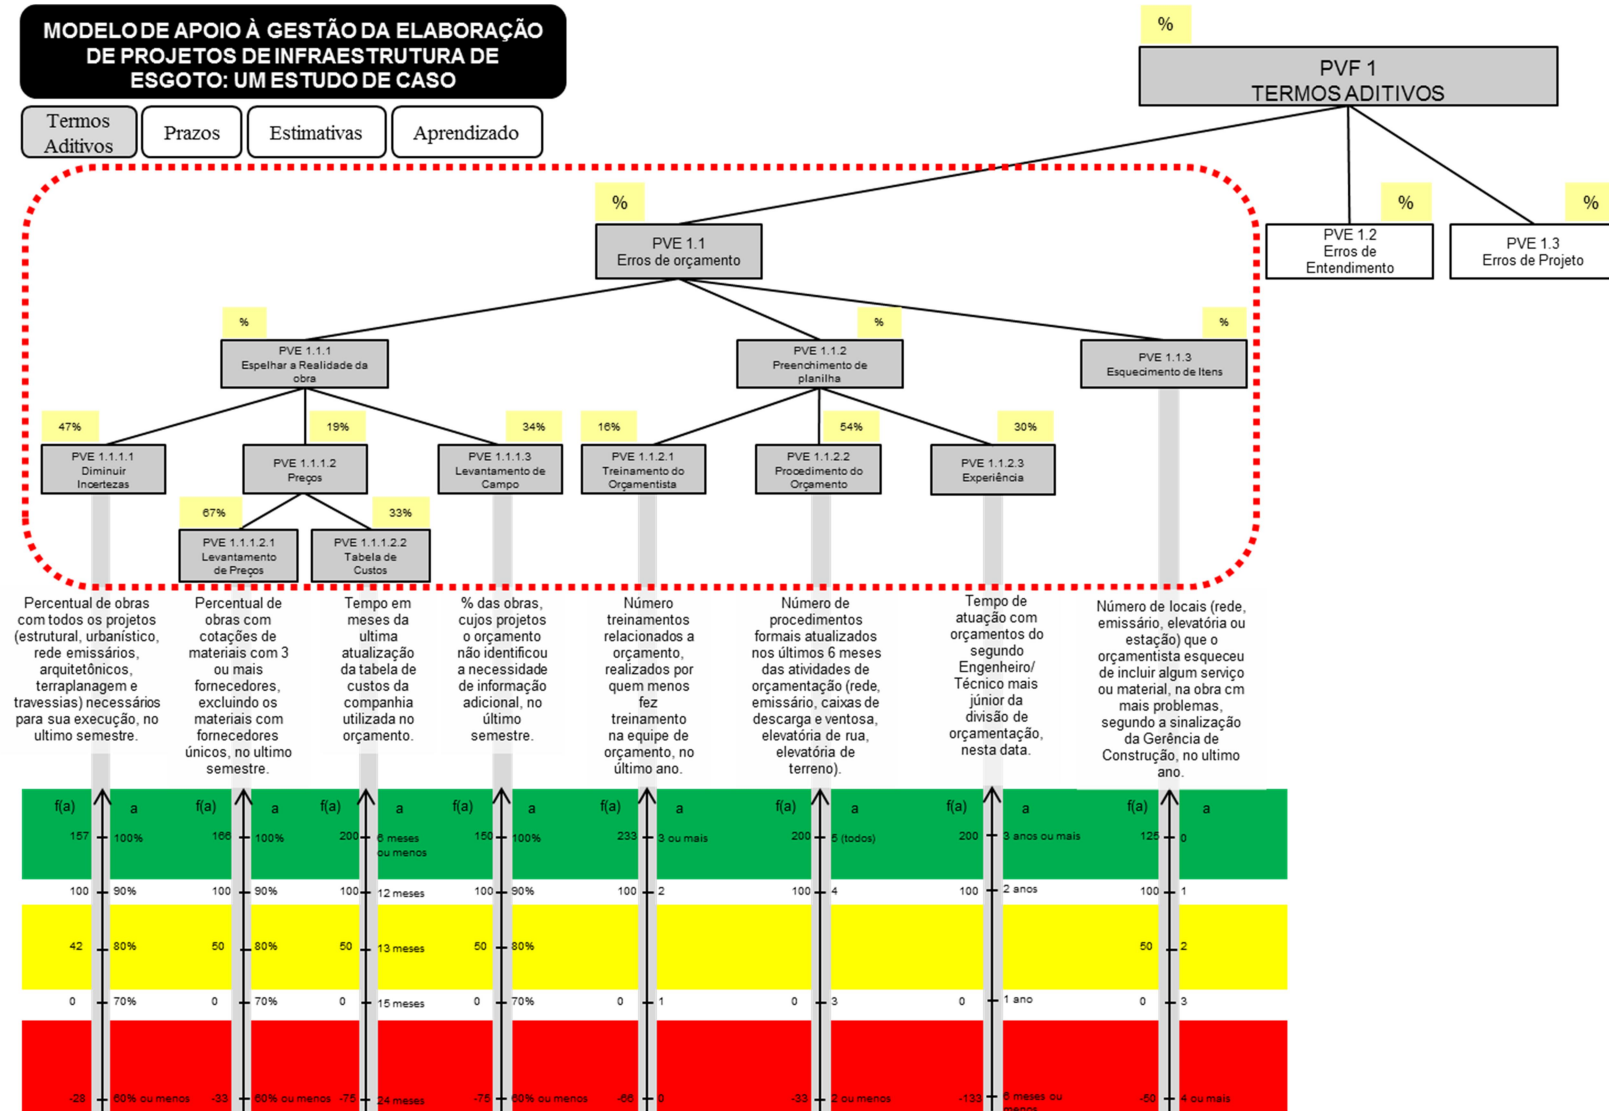 MODELO DE APOIO À GESTÃO DA ELABORAÇÃO
DE PROJETOS DE INFRAESTRUTURA DE
ESGOTO: UM ESTUDO DE CASO
Termos
Aditivos
Prazos
Estimativas
Aprendizado
%
PVF 1
TERMOS ADITIVOS
%
PVE 1.1
Erros de orçamento
%
PVE 1.2
Erros de
Entendimento
%
PVE 1.3
Erros de Projeto
%
PVE 1.1.1
Espelhar a Realidade da
obra
%
PVE 1.1.2
Preenchimento de
planilha
%
PVE 1.1.3
Esquecimento de Itens
47%
PVE 1.1.1.1
Diminuir
Incertezas
19%
PVE 1.1.1.2
Preços
34%
PVE 1.1.1.3
Levantamento de
Campo
16%
PVE 1.1.2.1
Treinamento do
Orçamentista
54%
PVE 1.1.2.2
Procedimento do
Orçamento
30%
PVE 1.1.2.3
Experiência
67%
PVE 1.1.1.2.1
Levantamento
de Preços
33%
PVE 1.1.1.2.2
Tabela de
Custos
Percentual de obras
com todos os projetos
(estrutural, urbanístico,
rede emissários,
arquitetônicos,
terraplanagem e
travessias) necessários
para sua execução, no
ultimo semestre.
Percentual de
obras com
cotações de
materiais com 3
ou mais
fornecedores,
excluindo os
materiais com
fornecedores
únicos, no ultimo
semestre.
Tempo em
meses da
ultima
atualização
da tabela de
custos da
companhia
utilizada no
orçamento.
% das obras,
cujos projetos
o orçamento
não identificou
a necessidade
de informação
adicional, no
último
semestre.
Número
treinamentos
relacionados a
orçamento,
realizados por
quem menos
fez
treinamento
na equipe de
orçamento, no
último ano.
Número de
procedimentos
formais atualizados
nos últimos 6 meses
das atividades de
orçamentação (rede,
emissário, caixas de
descarga e ventosa,
elevatória de rua,
elevatória de
terreno).
Tempo de
atuação com
orçamentos do
segundo
Engenheiro/
Técnico mais
júnior da
divisão de
orçamentação,
nesta data.
Número de locais (rede,
emissário, elevatória ou
estação) que o
orçamentista esqueceu
de incluir algum serviço
ou material, na obra cm
mais problemas,
segundo a sinalização
da Gerência de
Construção, no ultimo
ano.
f(a) a f(a) a f(a) a f(a) a f(a) a f(a) a f(a) a f(a) a
157 100% 166 100% 200 6 meses
ou menos 150 100% 233 3 ou mais 200 5 (todos) 200 3 anos ou mais 125 0
100 90% 100 90% 100 12 meses 100 90% 100 2 100 4 100 2 anos 100 1
42 80% 50 80% 50 13 meses 50 80% 50 2
0 70% 0 70% 0 15 meses 0 70% 0 1 0 3 0 1 ano 0 3
-28 60% ou menos -33 60% ou menos -75 24 meses -75 60% ou menos -66 0 -33 2 ou menos -133 6 meses ou
menos -50 4 ou mais